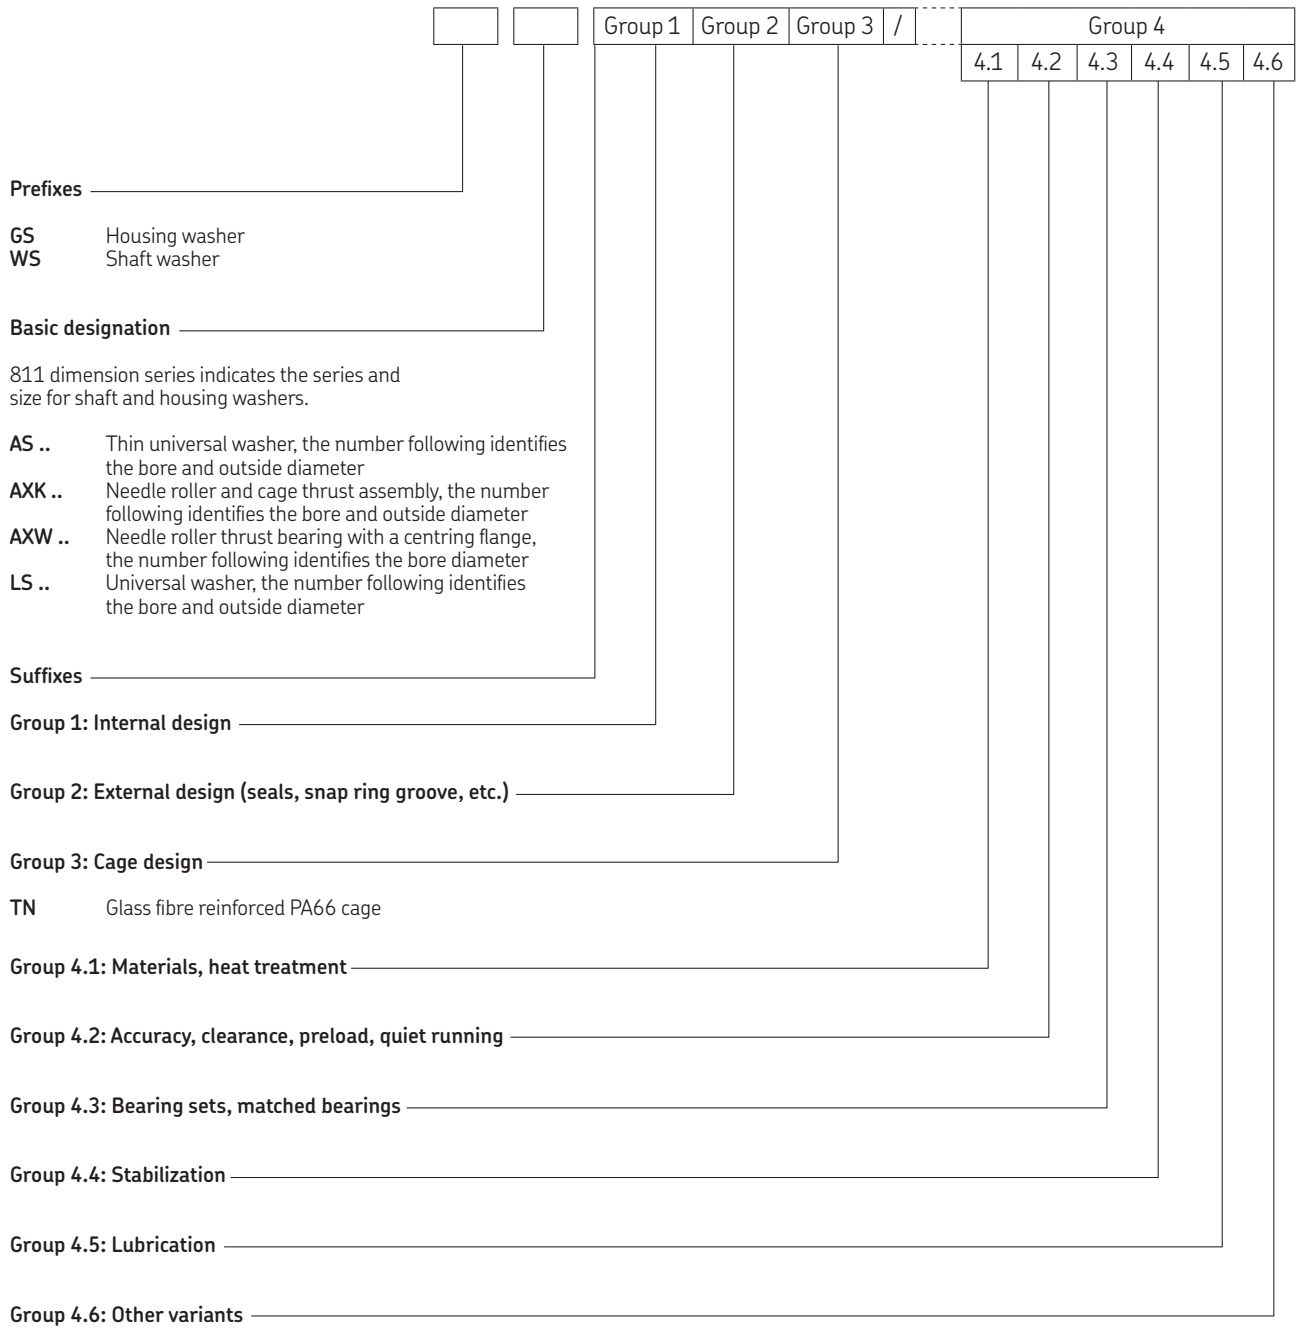 Group 1 Group 2 Group 3 / Group 4
4.1 4.2 4.3 4.4 4.5 4.6
Prefixes
GS Housing washer
WS Shaft washer
Basic designation
811 dimension series indicates the series and
size for shaft and housing washers.
AS .. Thin universal washer, the number following identifies
the bore and outside diameter
AXK .. Needle roller and cage thrust assembly, the number
following identifies the bore and outside diameter
AXW .. Needle roller thrust bearing with a centring flange,
the number following identifies the bore diameter
LS .. Universal washer, the number following identifies
the bore and outside diameter
Suffixes
Group 1: Internal design
Group 2: External design (seals, snap ring groove, etc.)
Group 3: Cage design
TN Glass fibre reinforced PA66 cage
Group 4.1: Materials, heat treatment
Group 4.2: Accuracy, clearance, preload, quiet running
Group 4.3: Bearing sets, matched bearings
Group 4.4: Stabilization
Group 4.5: Lubrication
Group 4.6: Other variants